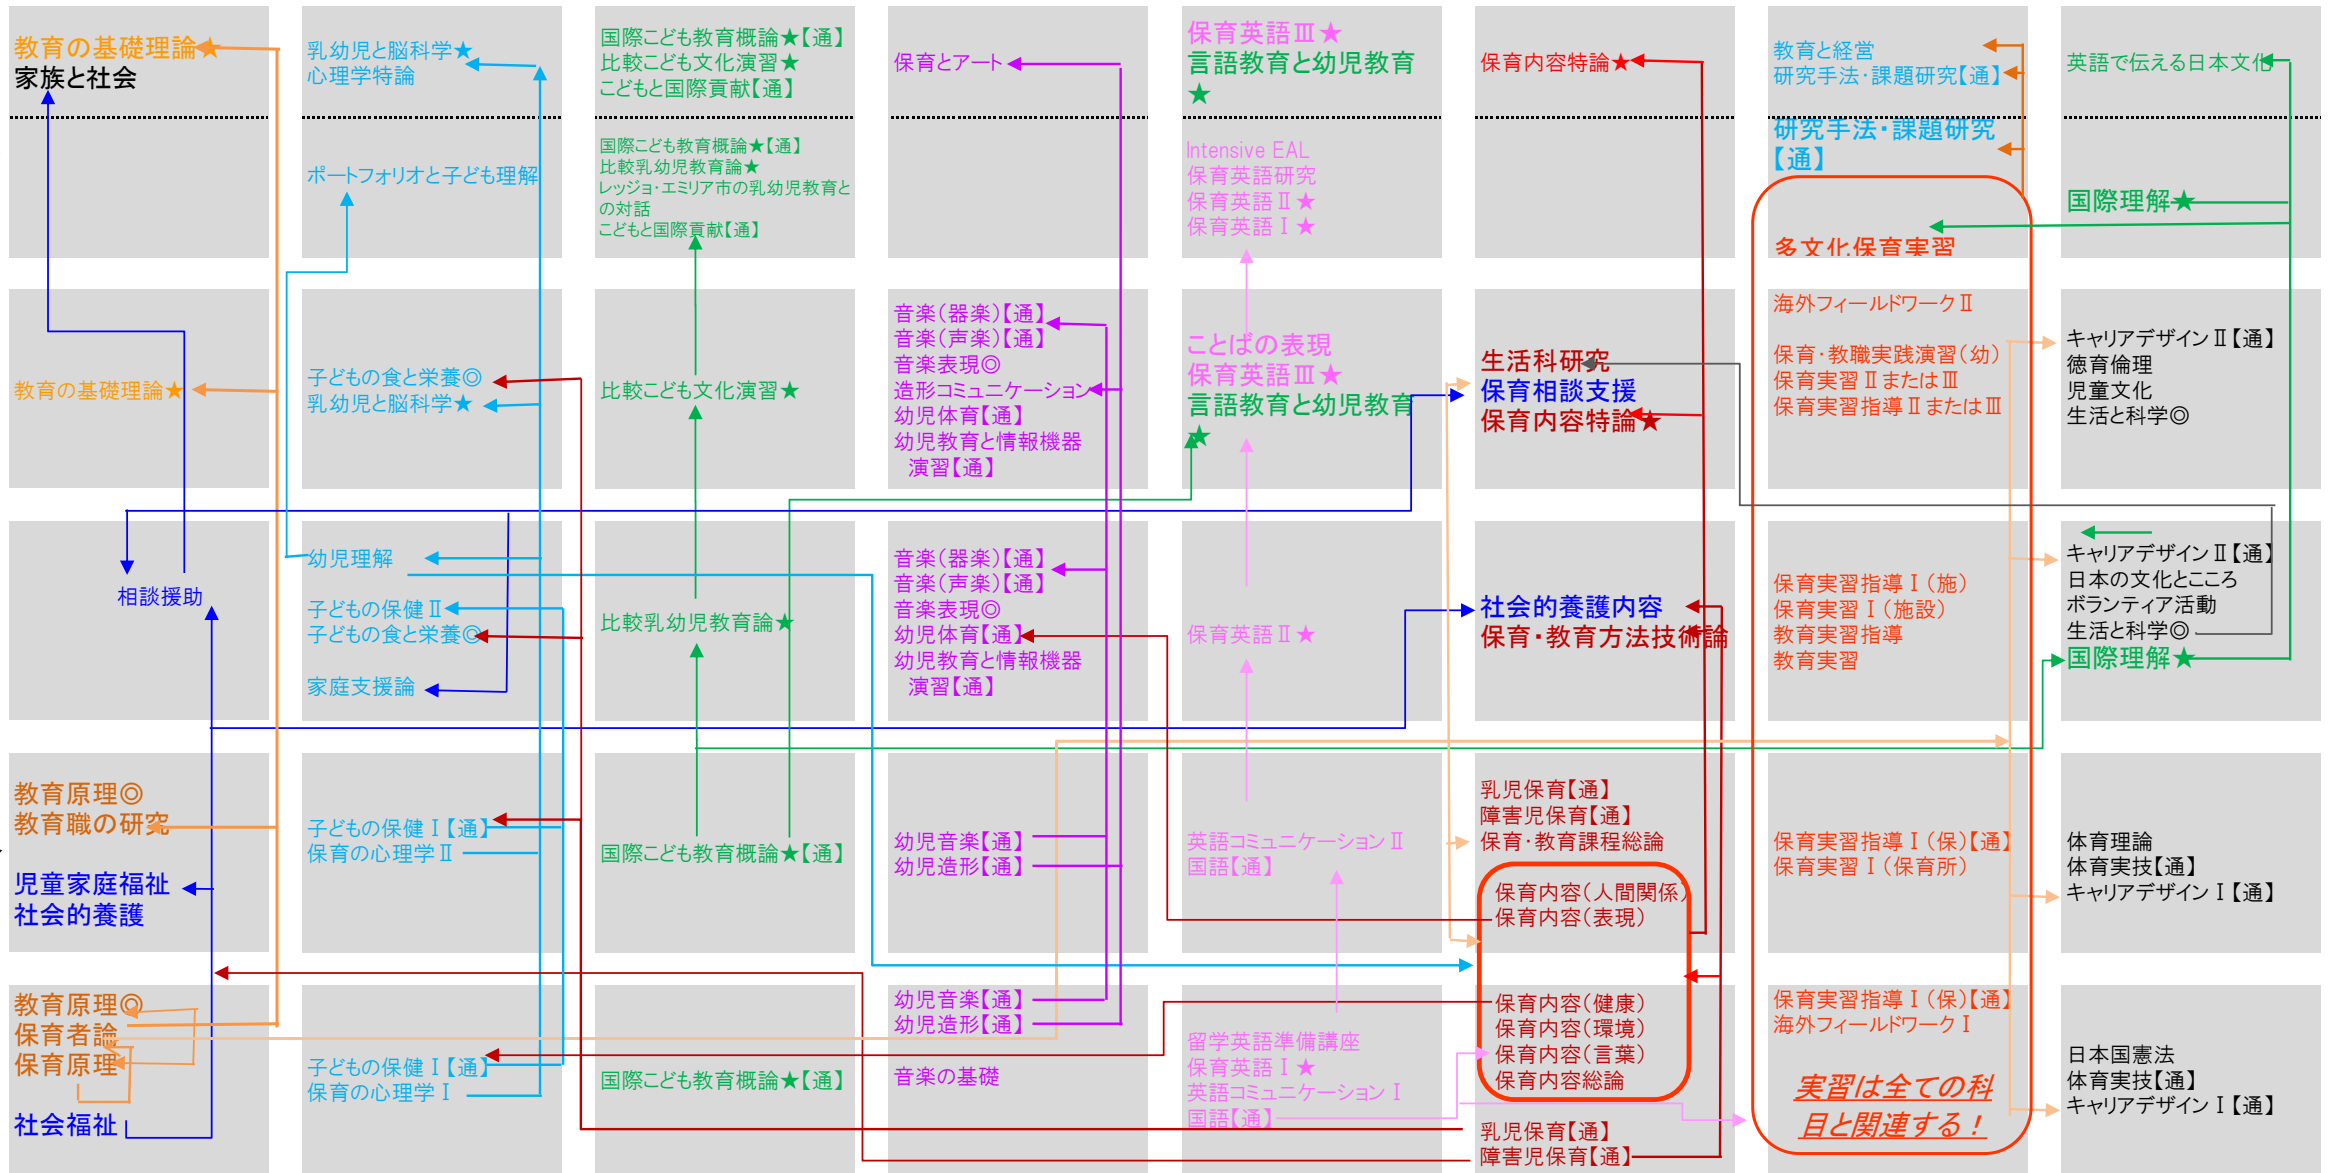 教育の基礎理論★
家族と社会
乳幼児と脳科学★
心理学特論
国際こども教育概論★【通】
比較こども文化演習★
こどもと国際貢献【通】
保育とアート
保育英語Ⅲ★
言語教育と幼児教育
★
保育内容特論★
教育と経営
研究手法・課題研究【通】
英語で伝える日本文化
ポートフォリオと子ども理解
国際こども教育概論★【通】
比較乳幼児教育論★
レッジョ・エミリア市の乳幼児教育と
の対話
こどもと国際貢献【通】
Intensive EAL
保育英語研究
保育英語Ⅱ★
保育英語Ⅰ★
研究手法・課題研究
【通】
多文化保育実習
国際理解★
教育の基礎理論★
子どもの食と栄養◎
乳幼児と脳科学★
比較こども文化演習★
音楽（器楽）【通】
音楽（声楽）【通】
音楽表現◎
造形コミュニケーション
幼児体育【通】
幼児教育と情報機器
演習【通】
ことばの表現
保育英語Ⅲ★
言語教育と幼児教育
★
生活科研究
保育相談支援
保育内容特論★
海外フィールドワークⅡ
保育・教職実践演習（幼）
保育実習ⅡまたはⅢ
保育実習指導ⅡまたはⅢ
キャリアデザインⅡ【通】
徳育倫理
児童文化
生活と科学◎
相談援助
幼児理解
子どもの保健Ⅱ
子どもの食と栄養◎
家庭支援論
比較乳幼児教育論★
音楽（器楽）【通】
音楽（声楽）【通】
音楽表現◎
幼児体育【通】
幼児教育と情報機器
演習【通】
保育英語Ⅱ★
社会的養護内容
保育・教育方法技術論
保育実習指導Ⅰ（施）
保育実習Ⅰ（施設）
教育実習指導
教育実習
キャリアデザインⅡ【通】
日本の文化とこころ
ボランティア活動
生活と科学◎
国際理解★
教育原理◎
教育職の研究
児童家庭福祉
社会的養護
子どもの保健Ⅰ【通】
保育の心理学Ⅱ
国際こども教育概論★【通】
幼児音楽【通】
幼児造形【通】
英語コミュニケーションⅡ
国語【通】
乳児保育【通】
障害児保育【通】
保育・教育課程総論
保育内容（人間関係）
保育内容（表現）
保育実習指導Ⅰ（保）【通】
保育実習Ⅰ（保育所）
体育理論
体育実技【通】
キャリアデザインⅠ【通】
教育原理◎
保育者論
保育原理
社会福祉
子どもの保健Ⅰ【通】
保育の心理学Ⅰ
国際こども教育概論★【通】
幼児音楽【通】
幼児造形【通】
音楽の基礎
留学英語準備講座
保育英語Ⅰ★
英語コミュニケーションⅠ
国語【通】
保育内容（健康）
保育内容（環境）
保育内容（言葉）
保育内容総論
乳児保育【通】
障害児保育【通】
保育実習指導Ⅰ（保）【通】
海外フィールドワークⅠ
実習は全ての科
目と関連する！
日本国憲法
体育実技【通】
キャリアデザインⅠ【通】